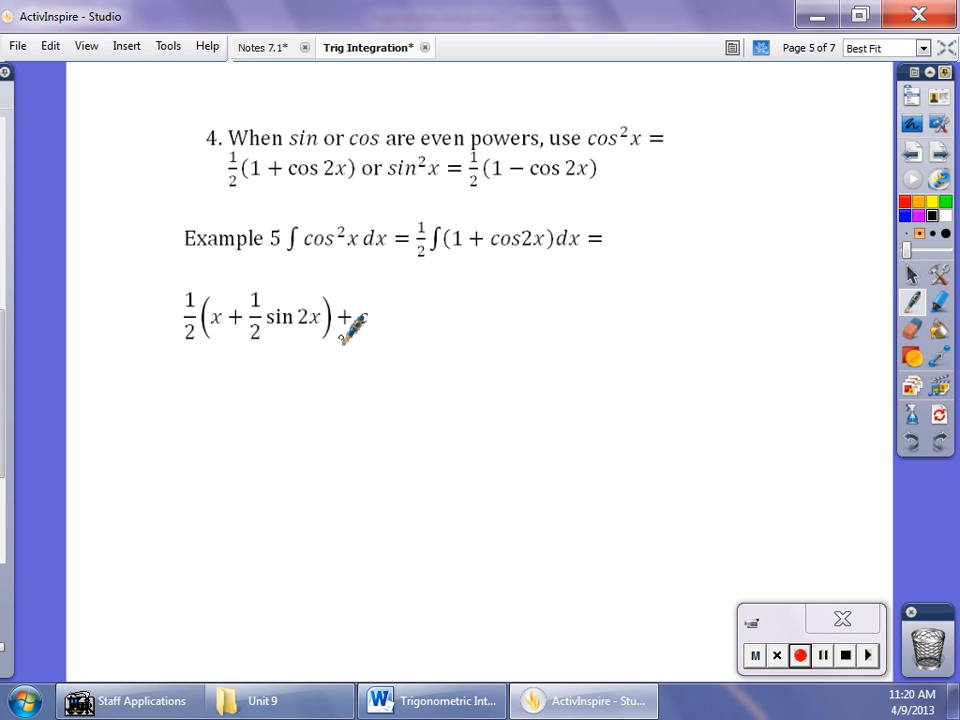 ActivInspire - Studio
File Edit View Insert Tools Help Notes 7.1* Trig Integration* Page 5 of 7 Best Fit
4. When sin or cos are even powers, use cos²x =
½(1 + cos 2x) or sin²x = ½(1 − cos 2x)
Example 5 ∫ cos²x dx = ½∫(1 + cos2x)dx =
½(x + ½ sin 2x) + c
M
Staff Applications Unit 9 Trigonometric Int... ActivInspire - Stu... 11:20 AM
4/9/2013